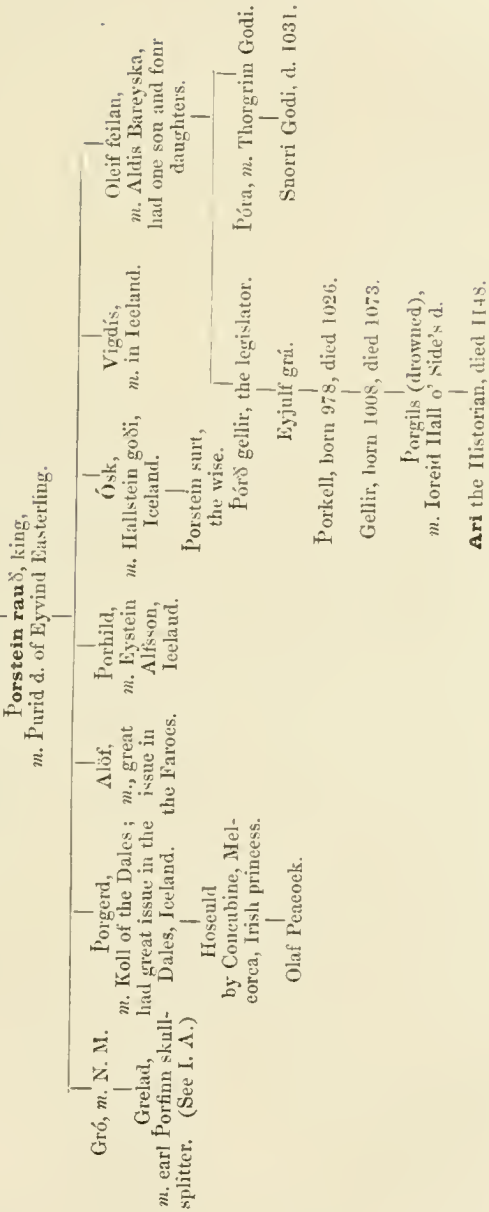 Þorstein rauð, king,
m. Þurid d. of Eyvind Easterling.
Gró, m. N. M.
Grelad,
m. earl Þorfinn skull-
splitter. (See I. A.)
Þorgerd,
m. Koll of the Dales;
had great issue in the
Dales, Iceland.
Hosculd
by Concubine, Mel-
corca, Irish princess.
Olaf Peacock.
Alöf,
m., great
issue in
the Faroes.
Þorhild,
m. Eystein
Alfsson,
Iceland.
Ósk,
m. Hallstein goði,
Iceland.
Þorstein surt,
the wise.
Vigdís,
m. in Iceland.
Oleif feilan,
m. Aldis Bareyska,
had one son and four
daughters.
Þórð gellir, the legislator.
Eyjulf grá.
Þorkell, born 978, died 1026.
Gellir, born 1008, died 1073.
Þorgils (drowned),
m. Ioreid Hall o' Side's d.
Ari the Historian, died 1148.
Þóra, m. Thorgrim Godi.
Snorri Godi, d. 1031.